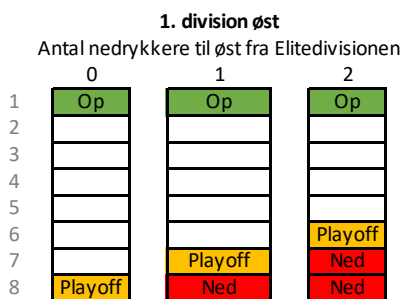 1. division øst
Antal nedrykkere til øst fra Elitedivisionen
0 1 2
1 Op Op Op
2
3
4
5
6 Playoff
7 Playoff Ned
8 Playoff Ned Ned